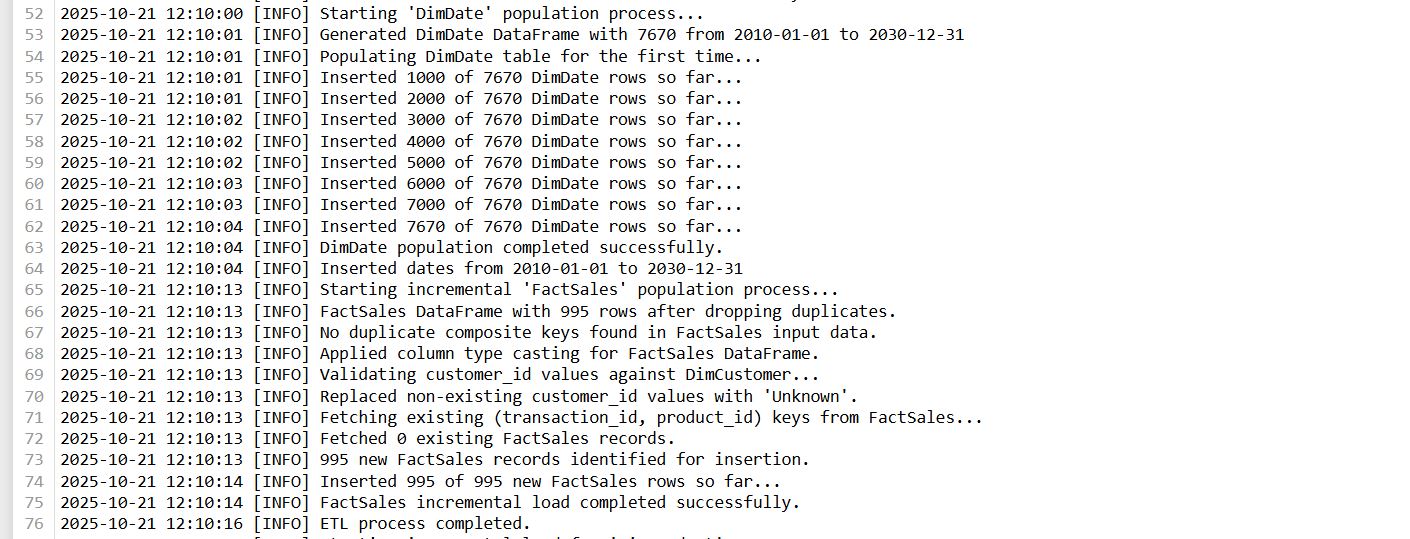 52 2025-10-21 12:10:00 [INFO] Starting 'DimDate' population process...
53 2025-10-21 12:10:01 [INFO] Generated DimDate DataFrame with 7670 from 2010-01-01 to 2030-12-31
54 2025-10-21 12:10:01 [INFO] Populating DimDate table for the first time...
55 2025-10-21 12:10:01 [INFO] Inserted 1000 of 7670 DimDate rows so far...
56 2025-10-21 12:10:01 [INFO] Inserted 2000 of 7670 DimDate rows so far...
57 2025-10-21 12:10:02 [INFO] Inserted 3000 of 7670 DimDate rows so far...
58 2025-10-21 12:10:02 [INFO] Inserted 4000 of 7670 DimDate rows so far...
59 2025-10-21 12:10:02 [INFO] Inserted 5000 of 7670 DimDate rows so far...
60 2025-10-21 12:10:03 [INFO] Inserted 6000 of 7670 DimDate rows so far...
61 2025-10-21 12:10:03 [INFO] Inserted 7000 of 7670 DimDate rows so far...
62 2025-10-21 12:10:04 [INFO] Inserted 7670 of 7670 DimDate rows so far...
63 2025-10-21 12:10:04 [INFO] DimDate population completed successfully.
64 2025-10-21 12:10:04 [INFO] Inserted dates from 2010-01-01 to 2030-12-31
65 2025-10-21 12:10:13 [INFO] Starting incremental 'FactSales' population process...
66 2025-10-21 12:10:13 [INFO] FactSales DataFrame with 995 rows after dropping duplicates.
67 2025-10-21 12:10:13 [INFO] No duplicate composite keys found in FactSales input data.
68 2025-10-21 12:10:13 [INFO] Applied column type casting for FactSales DataFrame.
69 2025-10-21 12:10:13 [INFO] Validating customer_id values against DimCustomer...
70 2025-10-21 12:10:13 [INFO] Replaced non-existing customer_id values with 'Unknown'.
71 2025-10-21 12:10:13 [INFO] Fetching existing (transaction_id, product_id) keys from FactSales...
72 2025-10-21 12:10:13 [INFO] Fetched 0 existing FactSales records.
73 2025-10-21 12:10:13 [INFO] 995 new FactSales records identified for insertion.
74 2025-10-21 12:10:14 [INFO] Inserted 995 of 995 new FactSales rows so far...
75 2025-10-21 12:10:14 [INFO] FactSales incremental load completed successfully.
76 2025-10-21 12:10:16 [INFO] ETL process completed.